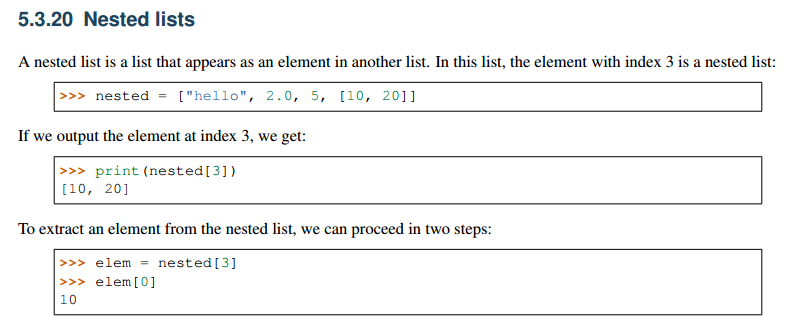 5.3.20 Nested lists
A nested list is a list that appears as an element in another list. In this list, the element with index 3 is a nested list:
>>> nested = ["hello", 2.0, 5, [10, 20]]
If we output the element at index 3, we get:
>>> print(nested[3])
[10, 20]
To extract an element from the nested list, we can proceed in two steps:
>>> elem = nested[3]
>>> elem[0]
10